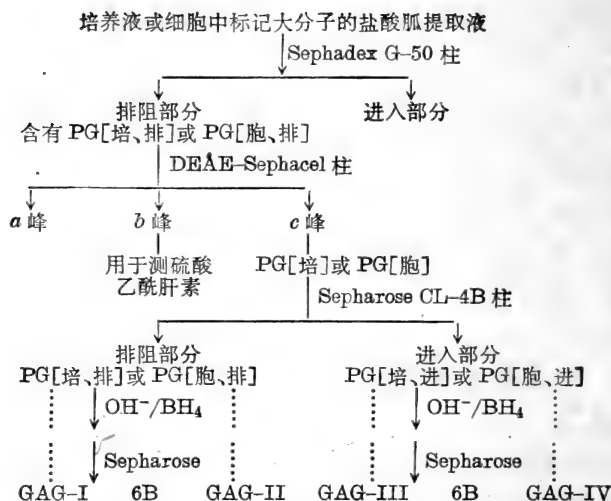 培养液或细胞中标记大分子的盐酸胍提取液
Sephadex G-50 柱
排阻部分 进入部分
含有 PG[培、排]或 PG[胞、排]
DEÅE-Sephacel 柱
a 峰 b 峰 c 峰
用于测硫酸 PG[培]或 PG[胞]
乙酰肝素
Sepharose CL-4B 柱
排阻部分 进入部分
PG[培、排]或 PG[胞、排] PG[培、进]或 PG[胞、进]
OH⁻/BH₄ OH⁻/BH₄
Sepharose Sepharose
GAG-I 6B GAG-II GAG-III 6B GAG-IV